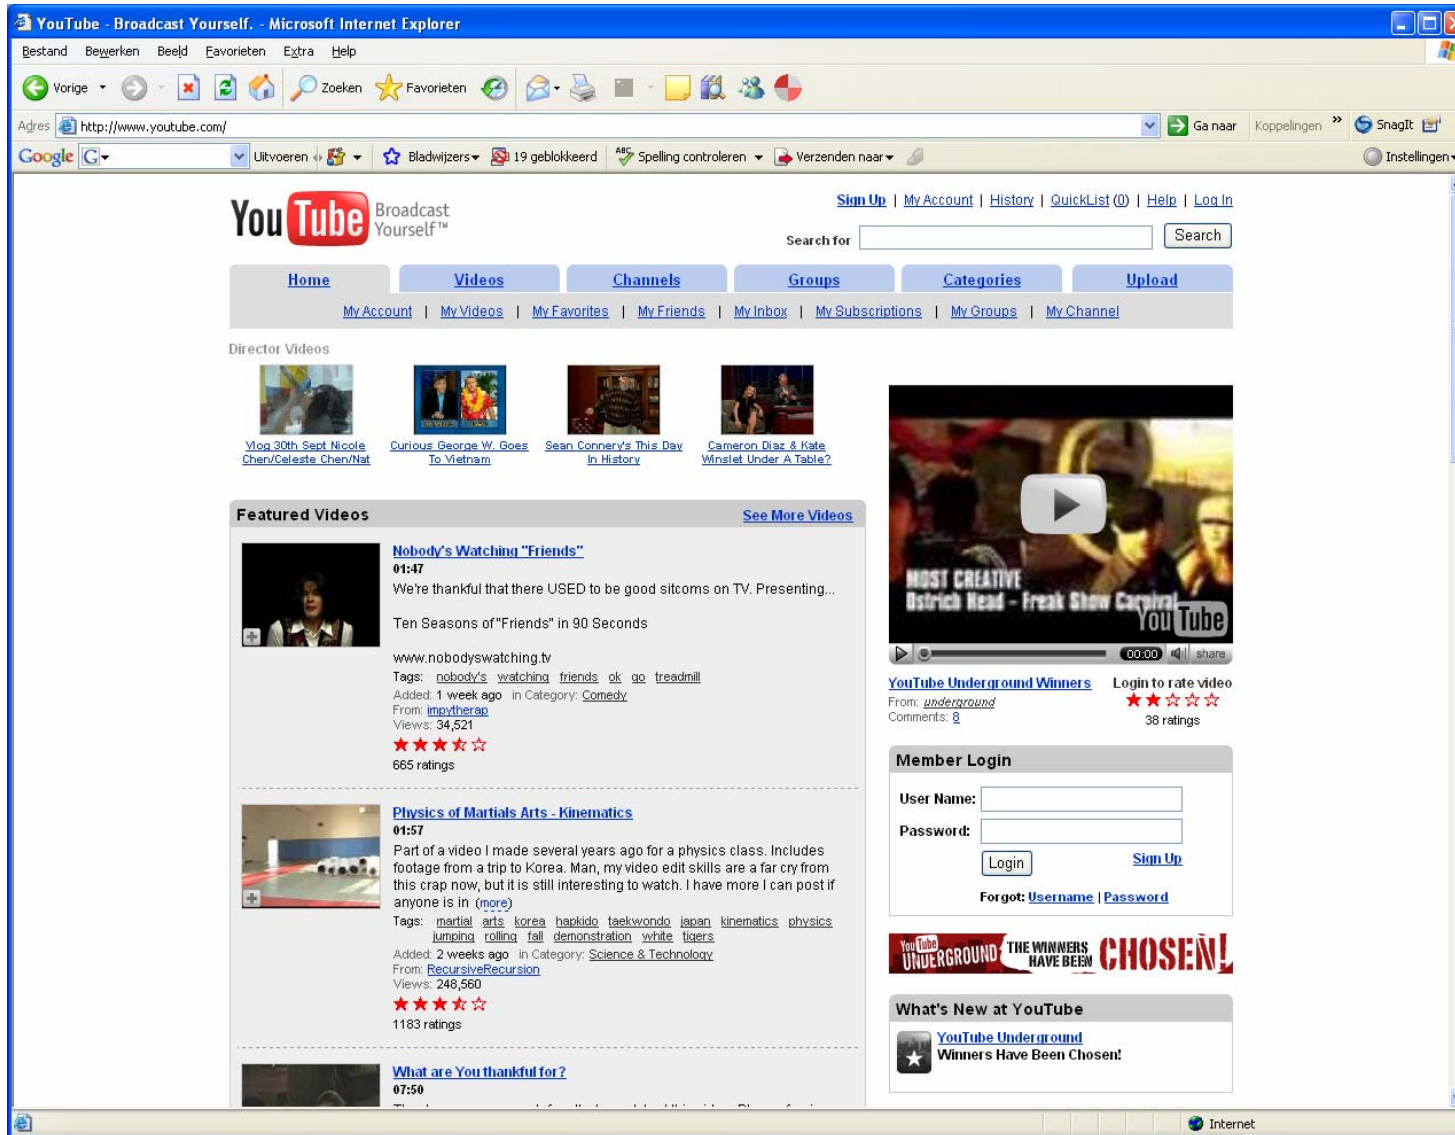 YouTube - Broadcast Yourself. - Microsoft Internet Explorer
Bestand Bewerken Beeld Favorieten Extra Help
Vorige Zoeken Favorieten
Adres http://www.youtube.com/ Ga naar Koppelingen » SnagIt
Google G Uitvoeren Bladwijzers 19 geblokkeerd ABC Spelling controleren Verzenden naar Instellingen
YouTube Broadcast Yourself™
Sign Up | My Account | History | QuickList (0) | Help | Log In
Search for Search
Home Videos Channels Groups Categories Upload
My Account | My Videos | My Favorites | My Friends | My Inbox | My Subscriptions | My Groups | My Channel
Director Videos
Vlog 30th Sept Nicole
Chen/Celeste Chen/Nat
Curious George W. Goes
To Vietnam
Sean Connery's This Day
In History
Cameron Diaz & Kate
Winslet Under A Table?
Featured Videos See More Videos
Nobody's Watching "Friends"
01:47
We're thankful that there USED to be good sitcoms on TV. Presenting...
Ten Seasons of "Friends" in 90 Seconds
www.nobodyswatching.tv
Tags: nobody's watching friends ok go treadmill
Added: 1 week ago in Category: Comedy
From: impytherap
Views: 34,521
665 ratings
Physics of Martials Arts - Kinematics
01:57
Part of a video I made several years ago for a physics class. Includes
footage from a trip to Korea. Man, my video edit skills are a far cry from
this crap now, but it is still interesting to watch. I have more I can post if
anyone is in (more)
Tags: martial arts korea hapkido taekwondo japan kinematics physics
jumping rolling fall demonstration white tigers
Added: 2 weeks ago in Category: Science & Technology
From: RecursiveRecursion
Views: 248,560
1183 ratings
What are You thankful for?
07:50
MOST CREATIVE
Ostrich Head - Freak Show Carnival
YouTube
00:00 share
YouTube Underground Winners Login to rate video
From: underground
Comments: 8
38 ratings
Member Login
User Name:
Password:
Login Sign Up
Forgot: Username | Password
YouTube UNDERGROUND THE WINNERS HAVE BEEN CHOSEN!
What's New at YouTube
YouTube Underground
Winners Have Been Chosen!
Internet